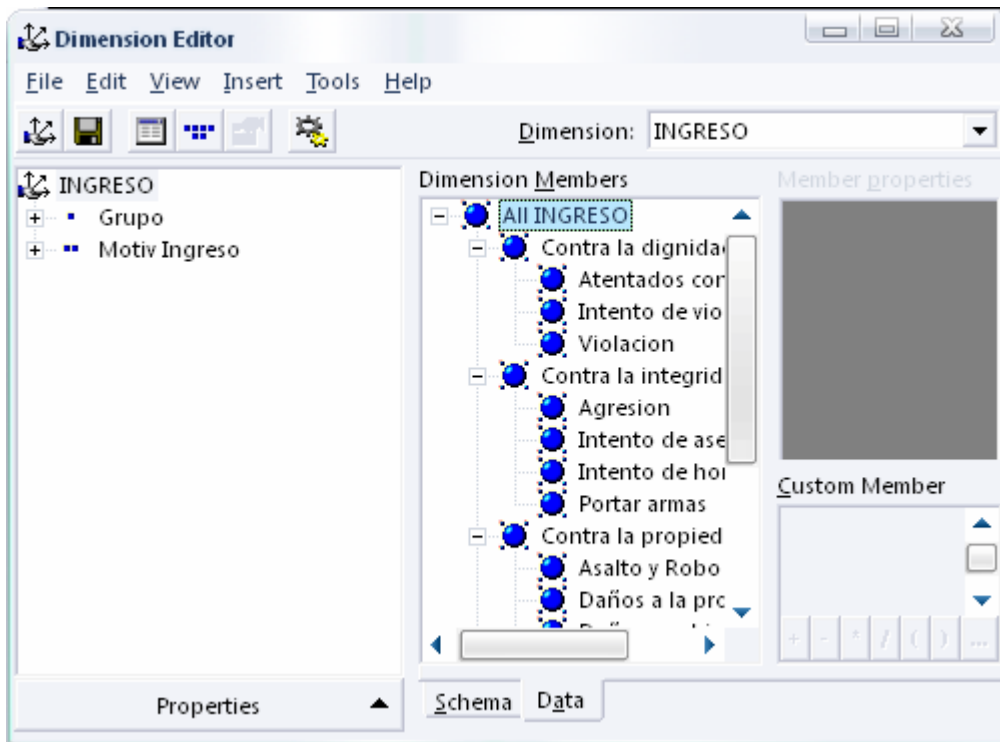 Dimension Editor
File Edit View Insert Tools Help
Dimension: INGRESO
INGRESO
Grupo
Motiv Ingreso
Dimension Members
All INGRESO
Contra la dignida
Atentados con
Intento de vio
Violacion
Contra la integrid
Agresion
Intento de ase
Intento de
Portar armas
Contra la propied
Asalto y Robo
Daños a la pro
Member properties
Custom Member
+ - * / ( ) ...
Properties
Schema Data